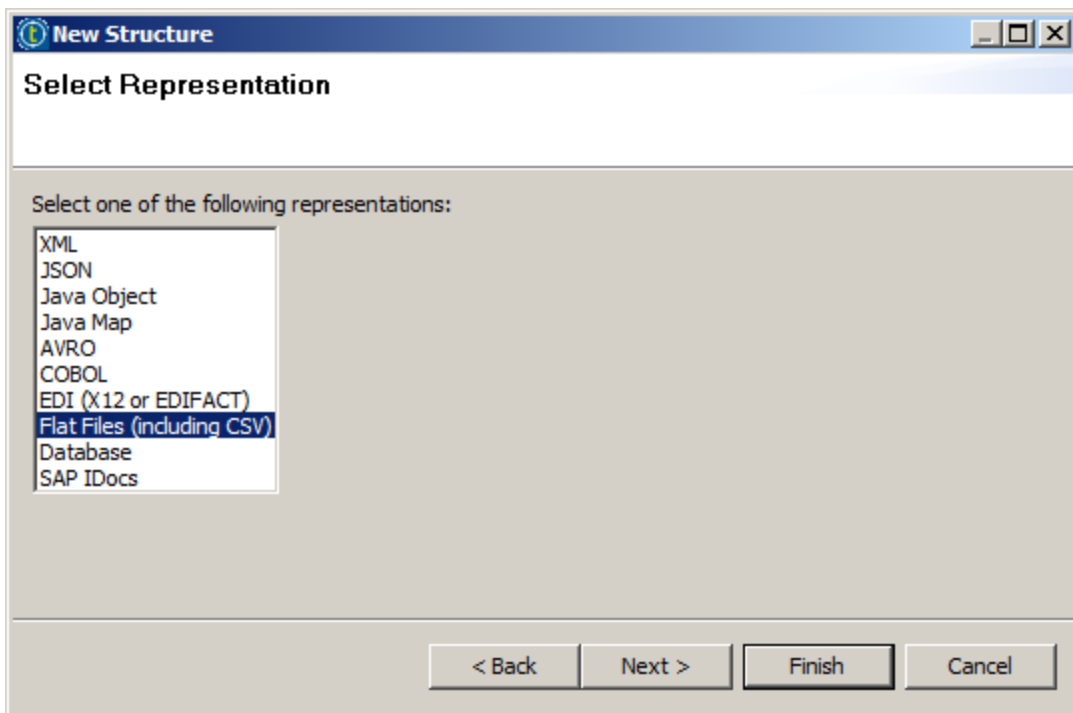 New Structure
Select Representation
Select one of the following representations:
XML
JSON
Java Object
Java Map
AVRO
COBOL
EDI (X12 or EDIFACT)
Flat Files (including CSV)
Database
SAP IDocs
< Back Next > Finish Cancel